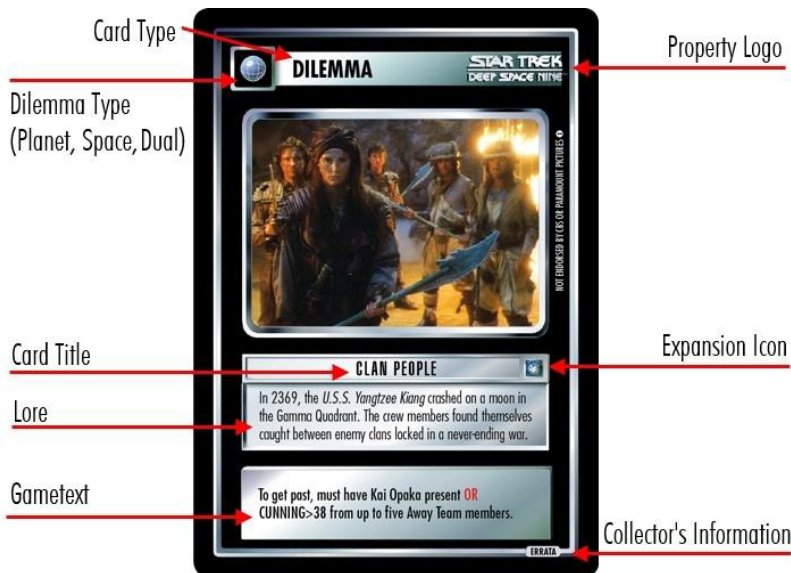 Card Type
Property Logo
DILEMMA
STAR TREK
DEEP SPACE NINE
Dilemma Type
(Planet, Space, Dual)
NOT ENDORSED BY CBS OR PARAMOUNT PICTURES
Card Title
CLAN PEOPLE
Expansion Icon
Lore
In 2369, the U.S.S. Yangtzee Kiang crashed on a moon in
the Gamma Quadrant. The crew members found themselves
caught between enemy clans locked in a never-ending war.
Gametext
To get past, must have Kai Opaka present OR
CUNNING>38 from up to five Away Team members.
Collector's Information
ERRATA